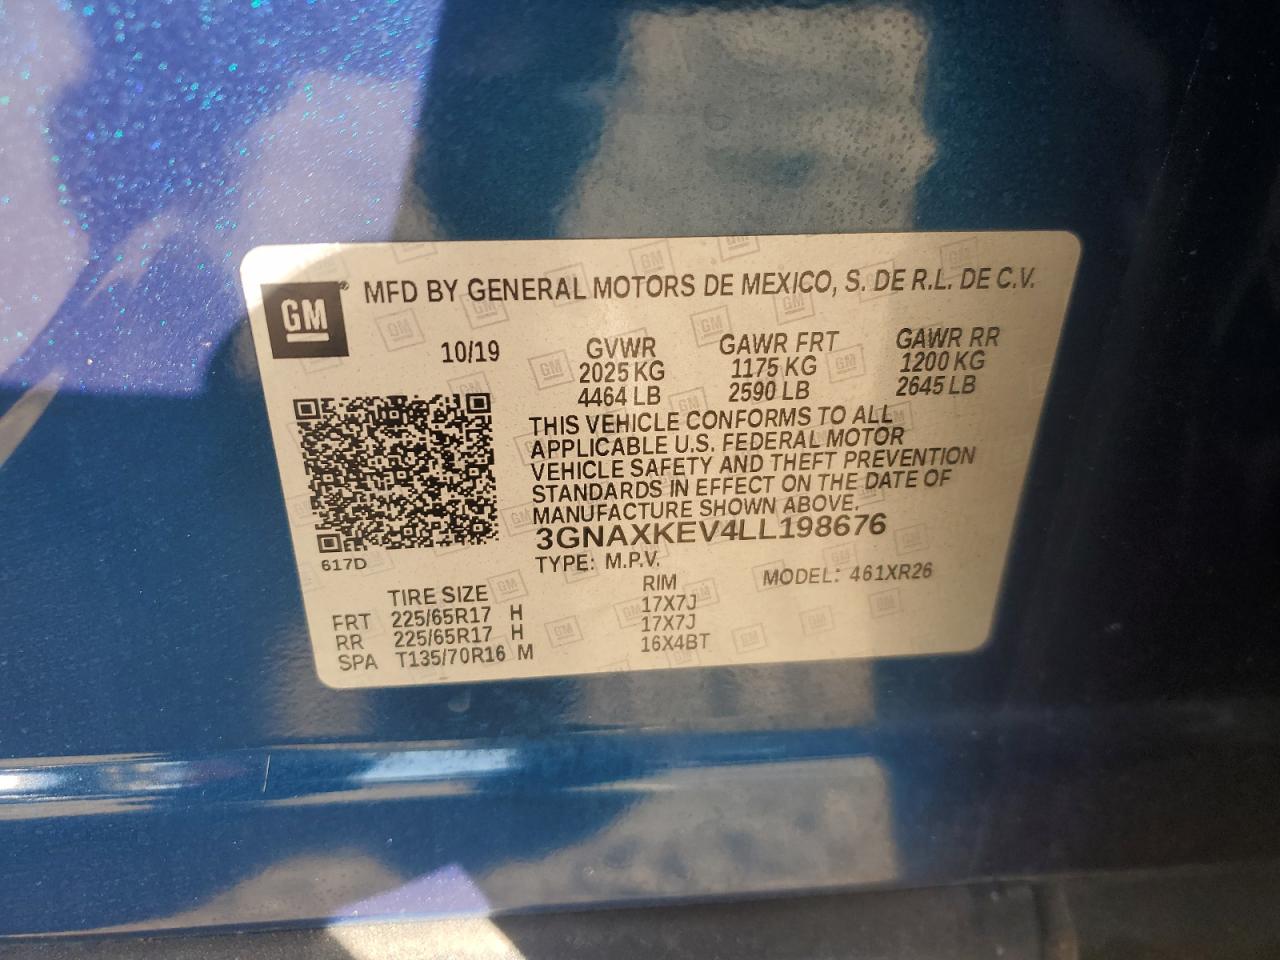 GM ® MFD BY GENERAL MOTORS DE MEXICO, S. DE R.L. DE C.V.
10/19 GVWR GAWR FRT GAWR RR
2025 KG 1175 KG 1200 KG
4464 LB 2590 LB 2645 LB
THIS VEHICLE CONFORMS TO ALL
APPLICABLE U.S. FEDERAL MOTOR
VEHICLE SAFETY AND THEFT PREVENTION
STANDARDS IN EFFECT ON THE DATE OF
MANUFACTURE SHOWN ABOVE.
3GNAXKEV4LL198676
617D
TYPE: M.P.V.
MODEL: 461XR26
TIRE SIZE RIM
FRT 225/65R17 H 17X7J
RR 225/65R17 H 17X7J
SPA T135/70R16 M 16X4BT